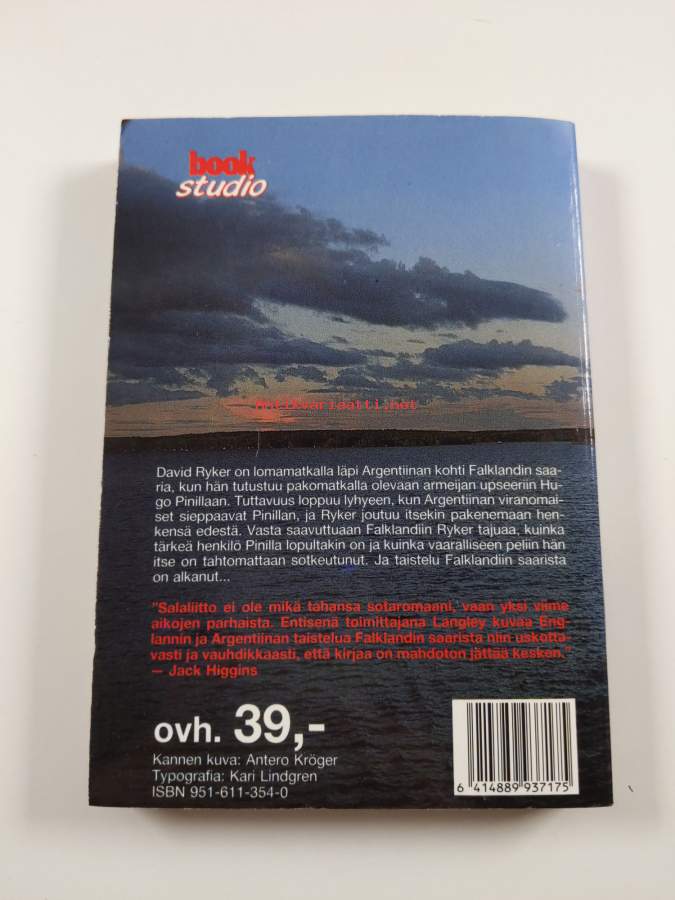 book
studio
Antikvariaatti.net
David Ryker on lomamatkalla läpi Argentiinan kohti Falklandin saa-
ria, kun hän tutustuu pakomatkalla olevaan armeijan upseeriin Hu-
go Pinillaan. Tuttavuus loppuu lyhyeen, kun Argentiinan viranomai-
set sieppaavat Pinillan, ja Ryker joutuu itsekin pakenemaan hen-
kensä edestä. Vasta saavuttuaan Falklandiin Ryker tajuaa, kuinka
tärkeä henkilö Pinilla lopultakin on ja kuinka vaaralliseen peliin hän
itse on tahtomattaan sotkeutunut. Ja taistelu Falklandin saarista
on alkanut...
"Salaliitto ei ole mikä tahansa sotaromaani, vaan yksi viime
aikojen parhaista. Entisenä toimittajana Langley kuvaa Eng-
lannin ja Argentiinan taistelua Falklandin saarista niin uskotta-
vasti ja vauhdikkaasti, että kirjaa on mahdoton jättää kesken."
— Jack Higgins
ovh. 39,-
Kannen kuva: Antero Kröger
Typografia: Kari Lindgren
ISBN 951-611-354-0
6 414889 937175